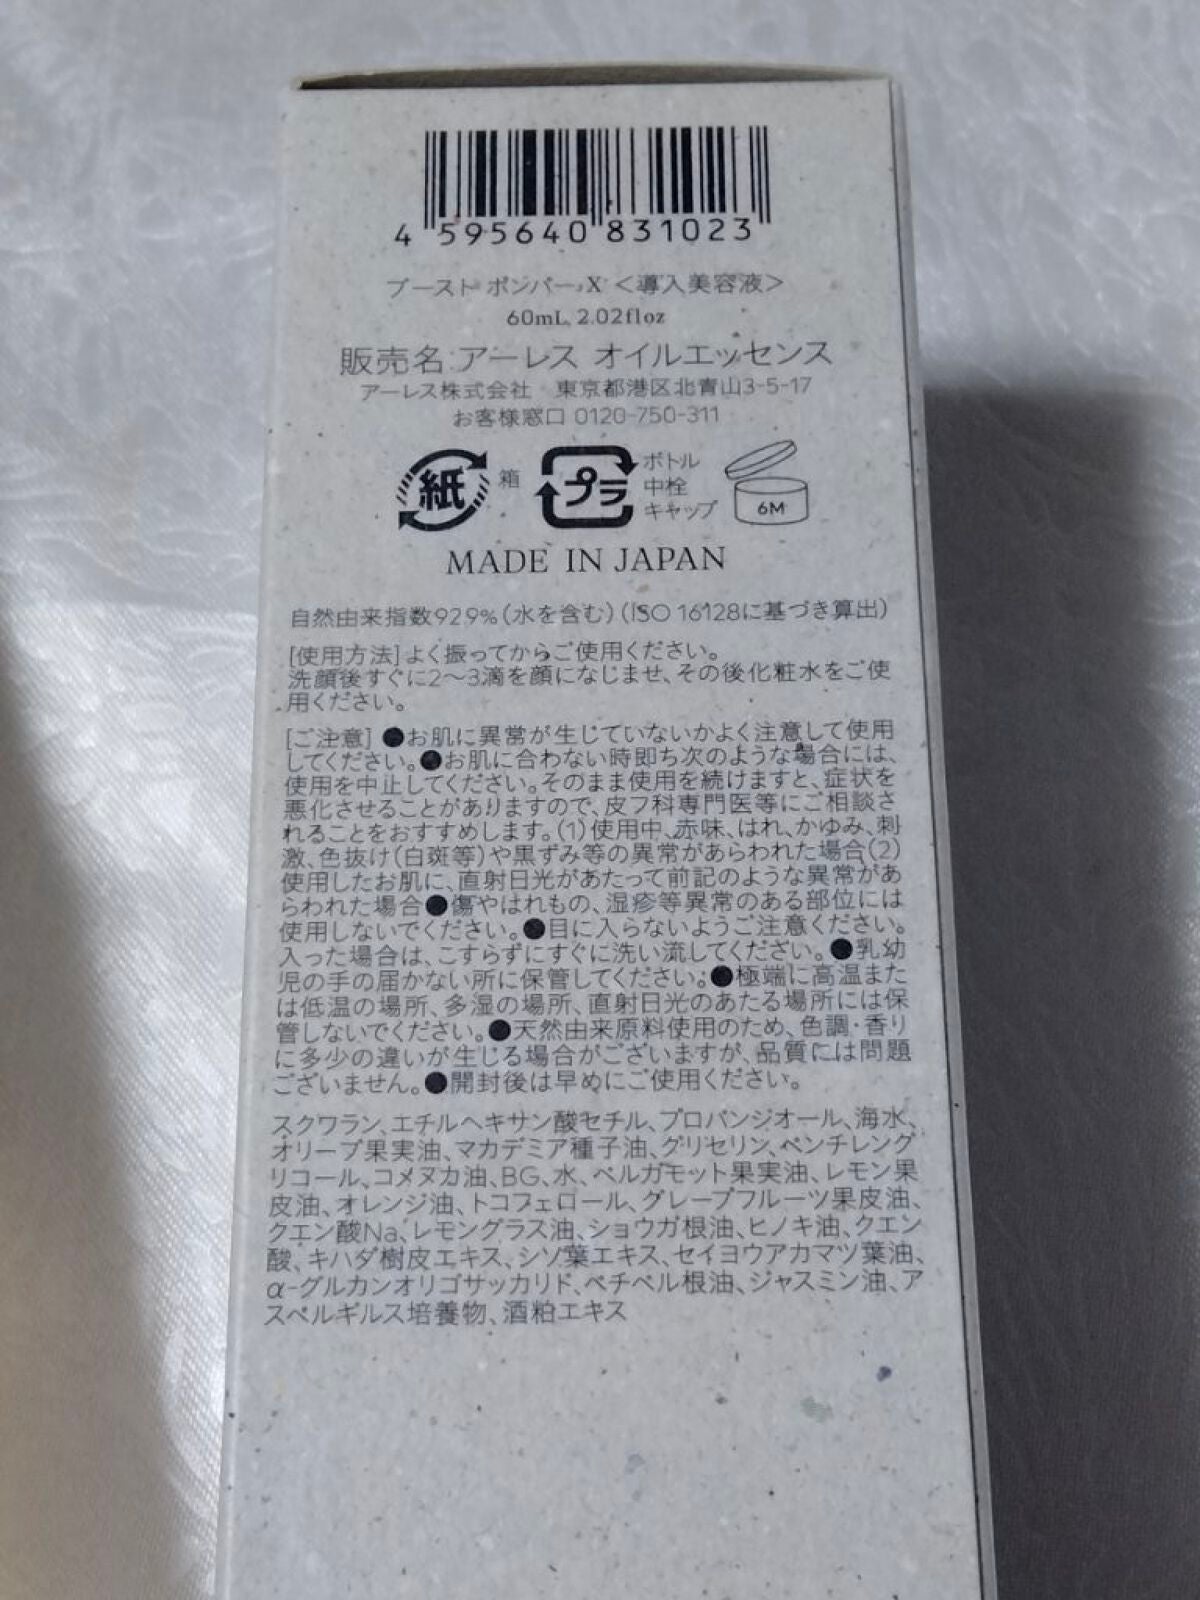 4 595640 831023
ブースト ボンバー X <導入美容液>
60mL 2.02floz
販売名:アーレス オイルエッセンス
アーレス株式会社 東京都港区北青山3-5-17
お客様窓口 0120-750-311
紙 箱 プラ ボトル
中栓
キャップ 6M
MADE IN JAPAN
自然由来指数92.9%(水を含む)(ISO 16128に基づき算出)
[使用方法]よく振ってからご使用ください。
洗顔後すぐに2〜3滴を顔になじませ、その後化粧水をご使
用ください。
[ご注意]●お肌に異常が生じていないかよく注意して使用
してください。●お肌に合わない時即ち次のような場合には、
使用を中止してください。そのまま使用を続けますと、症状を
悪化させることがありますので、皮フ科専門医等にご相談さ
れることをおすすめします。(1)使用中、赤味、はれ、かゆみ、刺
激、色抜け(白斑等)や黒ずみ等の異常があらわれた場合(2)
使用したお肌に、直射日光があたって前記のような異常があ
らわれた場合●傷やはれもの、湿疹等異常のある部位には
使用しないでください。●目に入らないようご注意ください。
入った場合は、こすらずにすぐに洗い流してください。●乳幼
児の手の届かない所に保管してください。●極端に高温また
は低温の場所、多湿の場所、直射日光のあたる場所には保
管しないでください。●天然由来原料使用のため、色調・香り
に多少の違いが生じる場合がございますが、品質には問題
ございません。●開封後は早めにご使用ください。
スクワラン、エチルヘキサン酸セチル、プロパンジオール、海水、
オリーブ果実油、マカデミア種子油、グリセリン、ペンチレング
リコール、コメヌカ油、BG、水、ベルガモット果実油、レモン果
皮油、オレンジ油、トコフェロール、グレープフルーツ果皮油、
クエン酸Na、レモングラス油、ショウガ根油、ヒノキ油、クエン
酸、キハダ樹皮エキス、シソ葉エキス、セイヨウアカマツ葉油、
α-グルカンオリゴサッカリド、ベチベル根油、ジャスミン油、ア
スペルギルス培養物、酒粕エキス